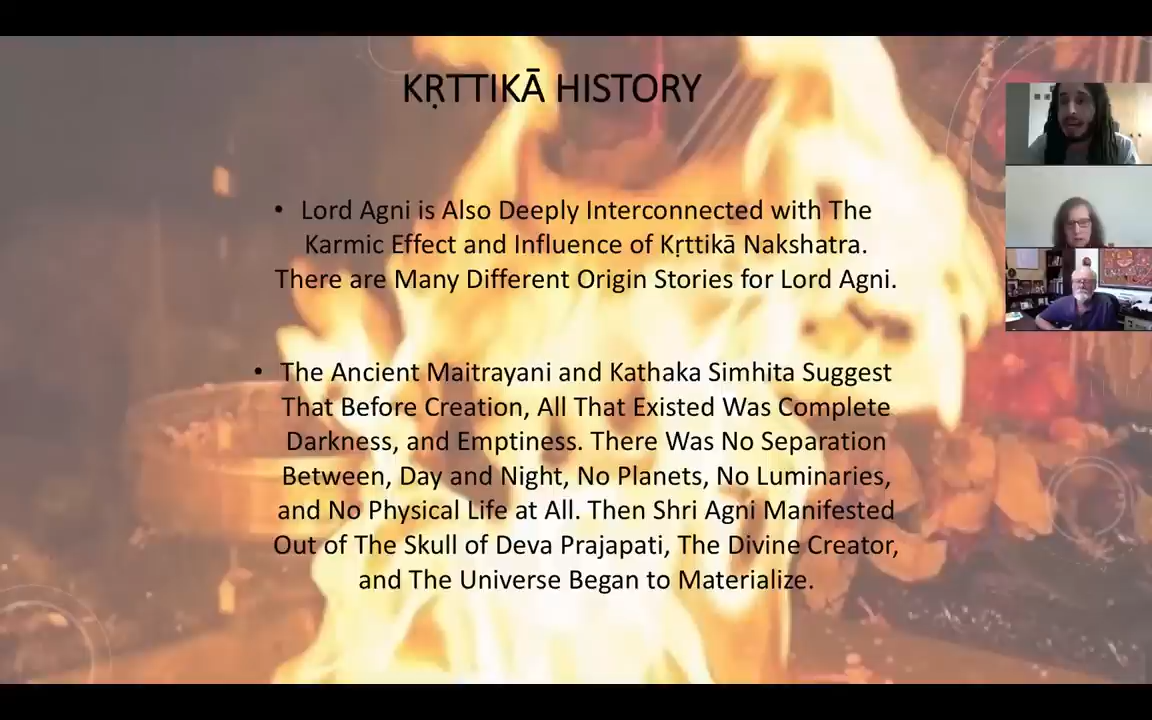 KṚTTIKĀ HISTORY
• Lord Agni is Also Deeply Interconnected with The
Karmic Effect and Influence of Kṛttikā Nakshatra.
There are Many Different Origin Stories for Lord Agni.
• The Ancient Maitrayani and Kathaka Simhita Suggest
That Before Creation, All That Existed Was Complete
Darkness, and Emptiness. There Was No Separation
Between, Day and Night, No Planets, No Luminaries,
and No Physical Life at All. Then Shri Agni Manifested
Out of The Skull of Deva Prajapati, The Divine Creator,
and The Universe Began to Materialize.